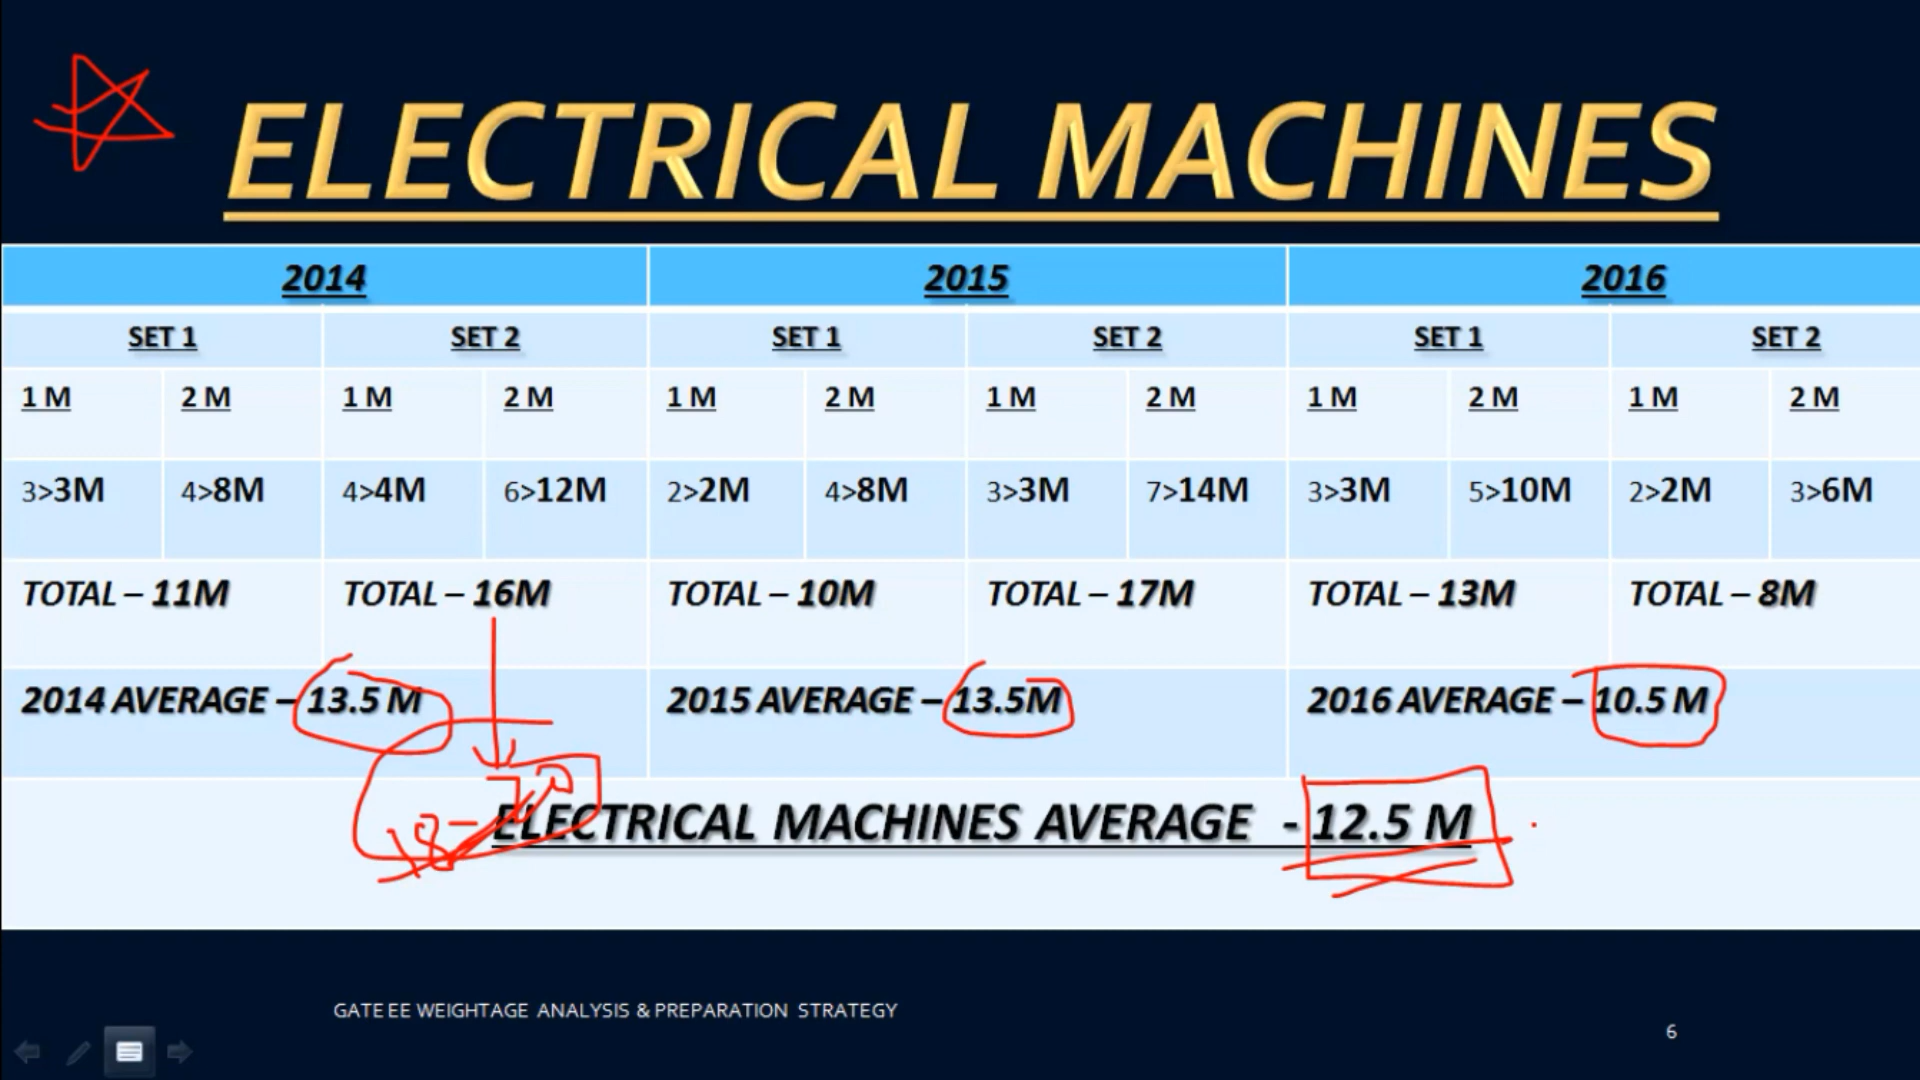 ELECTRICAL MACHINES
2014 2015 2016
SET 1 SET 2 SET 1 SET 2 SET 1 SET 2
1 M 2 M 1 M 2 M 1 M 2 M 1 M 2 M 1 M 2 M 1 M 2 M
3>3M 4>8M 4>4M 6>12M 2>2M 4>8M 3>3M 7>14M 3>3M 5>10M 2>2M 3>6M
TOTAL – 11M TOTAL – 16M TOTAL – 10M TOTAL – 17M TOTAL – 13M TOTAL – 8M
2014 AVERAGE – 13.5 M 2015 AVERAGE – 13.5M 2016 AVERAGE – 10.5 M
ELECTRICAL MACHINES AVERAGE - 12.5 M
GATE EE WEIGHTAGE ANALYSIS & PREPARATION STRATEGY
6